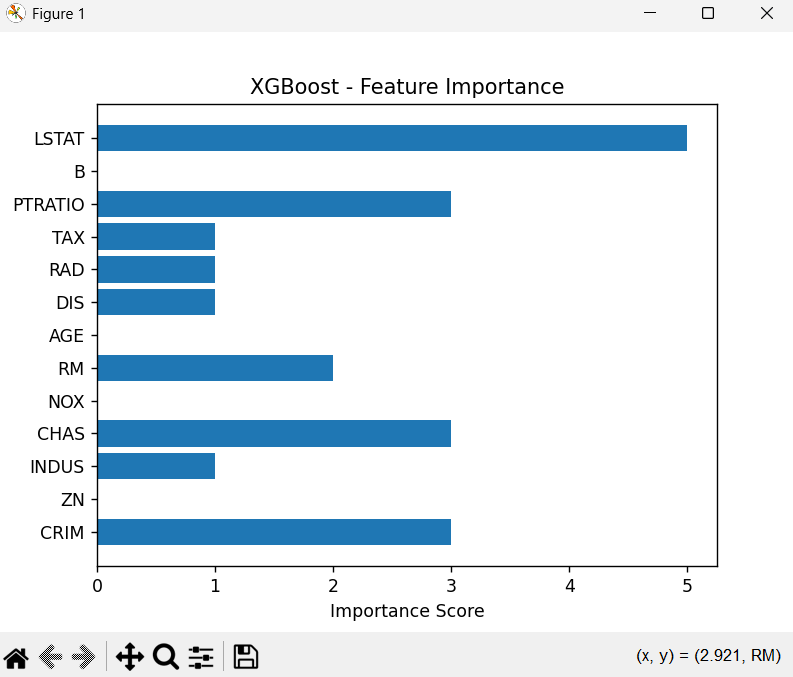 Figure 1
XGBoost - Feature Importance
LSTAT
B
PTRATIO
TAX
RAD
DIS
AGE
RM
NOX
CHAS
INDUS
ZN
CRIM
0 1 2 3 4 5
Importance Score
(x, y) = (2.921, RM)